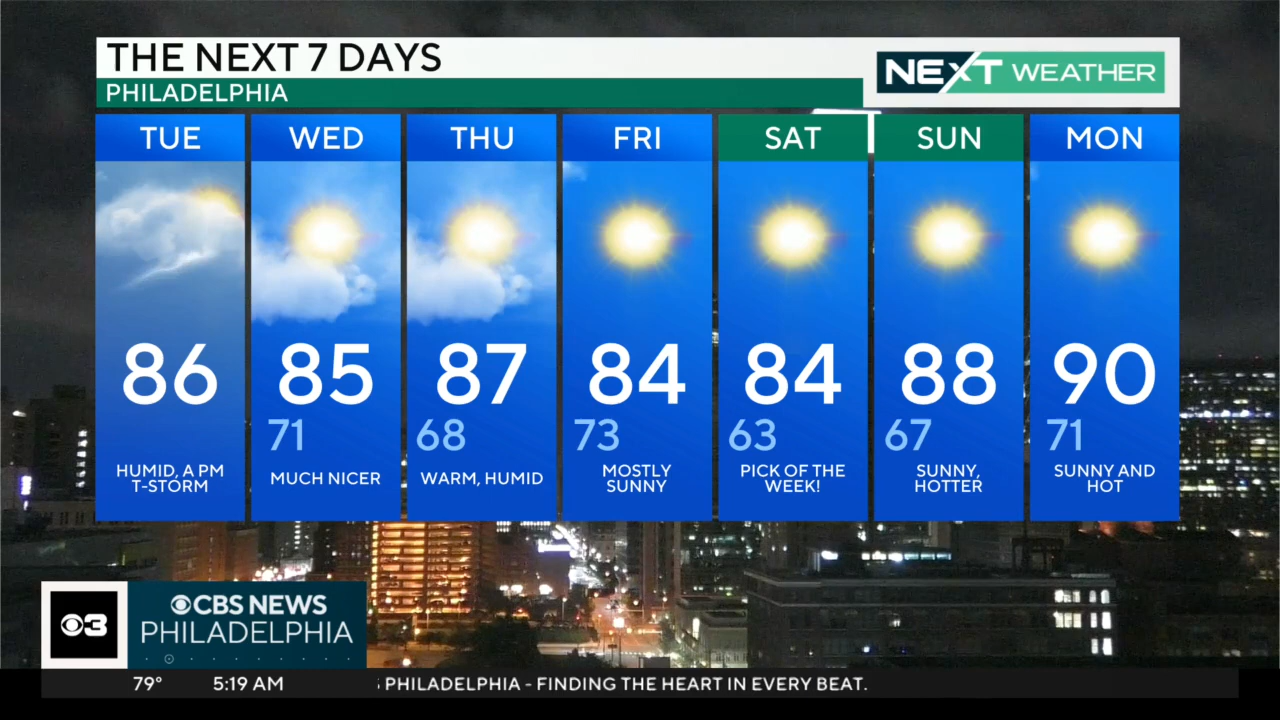 THE NEXT 7 DAYS
PHILADELPHIA
NEXT WEATHER
TUE
86
HUMID, A PM
T-STORM
WED
85
71
MUCH NICER
THU
87
68
WARM, HUMID
FRI
84
73
MOSTLY
SUNNY
SAT
84
63
PICK OF THE
WEEK!
SUN
88
67
SUNNY,
HOTTER
MON
90
71
SUNNY AND
HOT
3
CBS NEWS
PHILADELPHIA
79° 5:19 AM PHILADELPHIA - FINDING THE HEART IN EVERY BEAT.